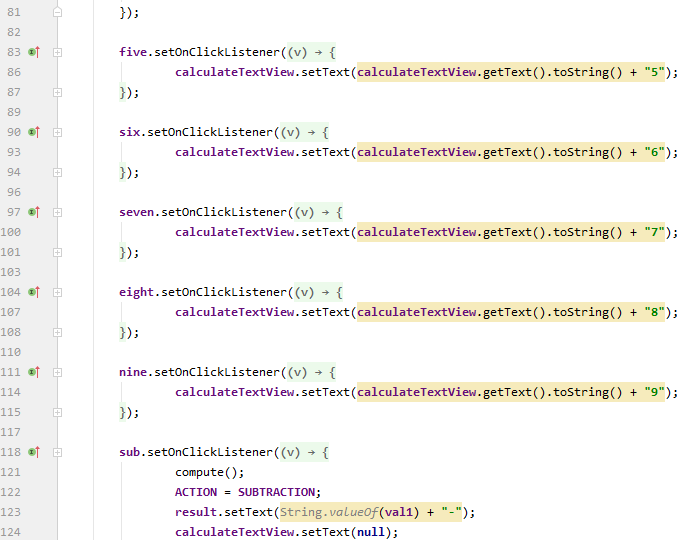 81 });
82
83 five.setOnClickListener((v) → {
86 calculateTextView.setText(calculateTextView.getText().toString() + "5");
87 });
89
90 six.setOnClickListener((v) → {
93 calculateTextView.setText(calculateTextView.getText().toString() + "6");
94 });
96
97 seven.setOnClickListener((v) → {
100 calculateTextView.setText(calculateTextView.getText().toString() + "7");
101 });
103
104 eight.setOnClickListener((v) → {
107 calculateTextView.setText(calculateTextView.getText().toString() + "8");
108 });
110
111 nine.setOnClickListener((v) → {
114 calculateTextView.setText(calculateTextView.getText().toString() + "9");
115 });
117
118 sub.setOnClickListener((v) → {
121 compute();
122 ACTION = SUBTRACTION;
123 result.setText(String.valueOf(val1) + "-");
124 calculateTextView.setText(null);